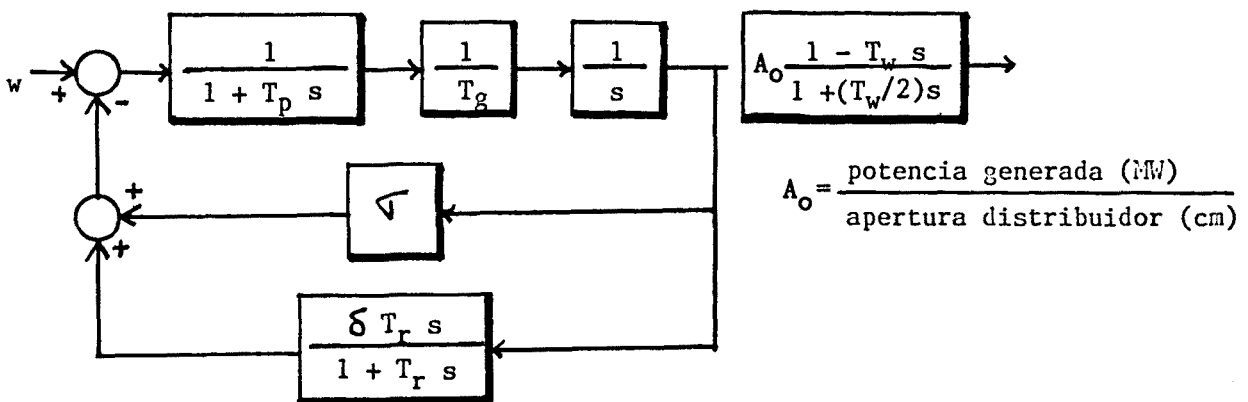 w
+
-
1
1 + T_p s
1
T_g
1
s
A_o 1 - T_w s
1 +(T_w/2)s
+
+
σ
δ T_r s
1 + T_r s
A_o = potencia generada (MW)
apertura distribuidor (cm)